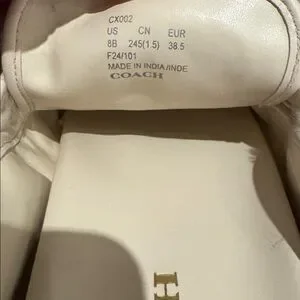 CX002
US CN EUR
8B 245(1.5) 38.5
F24/101
MADE IN INDIA/INDE
COACH
H